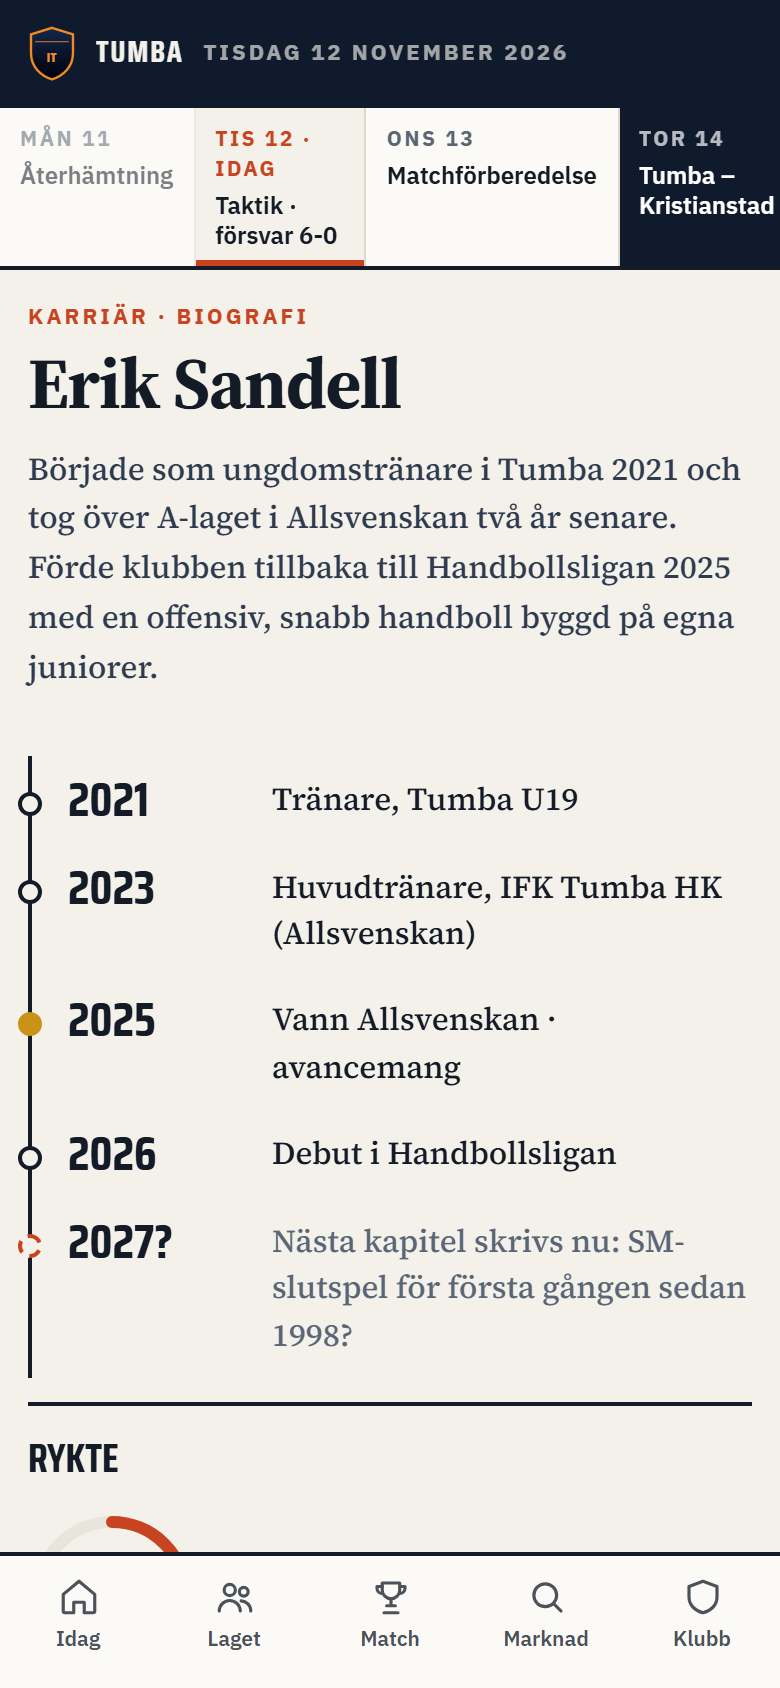 IT
TUMBA TISDAG 12 NOVEMBER 2026
MÅN 11
Återhämtning
TIS 12 ·
IDAG
Taktik ·
försvar 6-0
ONS 13
Matchförberedelse
TOR 14
Tumba –
Kristianstad
KARRIÄR · BIOGRAFI
Erik Sandell
Började som ungdomstränare i Tumba 2021 och
tog över A-laget i Allsvenskan två år senare.
Förde klubben tillbaka till Handbollsligan 2025
med en offensiv, snabb handboll byggd på egna
juniorer.
2021 Tränare, Tumba U19
2023 Huvudtränare, IFK Tumba HK
(Allsvenskan)
2025 Vann Allsvenskan ·
avancemang
2026 Debut i Handbollsligan
2027? Nästa kapitel skrivs nu: SM-
slutspel för första gången sedan
1998?
RYKTE
Idag Laget Match Marknad Klubb